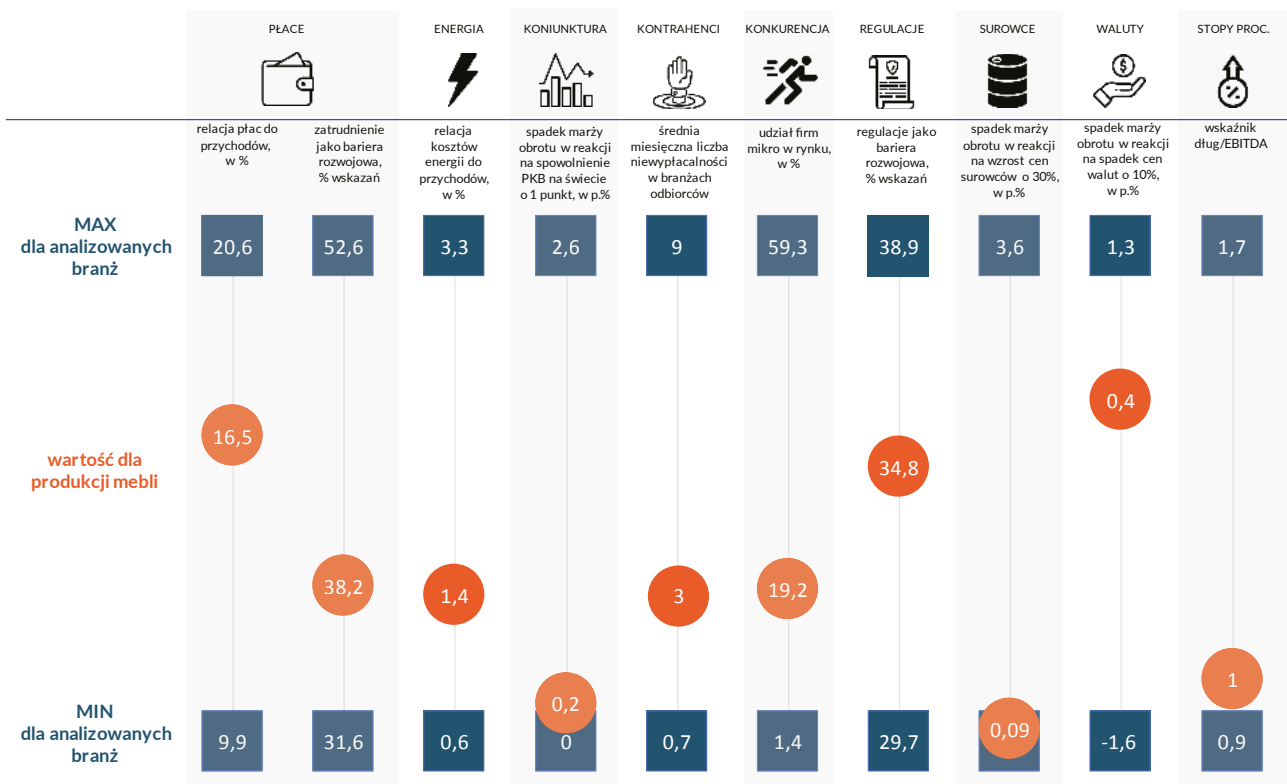 PŁACE
ENERGIA
KONIUNKTURA
KONTRAHENCI
KONKURENCJA
REGULACJE
SUROWCE
WALUTY
STOPY PROC.
relacja płac do
przychodów,
w %
zatrudnienie
jako bariera
rozwojowa,
% wskazań
relacja
kosztów
energii do
przychodów,
w %
spadek marży
obrotu w reakcji
na spowolnienie
PKB na świecie
o 1 punkt, w p.%
średnia
miesięczna liczba
niewypłacalności
w branżach
odbiorców
udział firm
mikro w rynku,
w %
regulacje jako
bariera
rozwojowa,
% wskazań
spadek marży
obrotu w reakcji
na wzrost cen
surowców o 30%,
w p.%
spadek marży
obrotu w reakcji
na spadek cen
walut o 10%,
w p.%
wskaźnik
dług/EBITDA
MAX
dla analizowanych
branż
20,6
52,6
3,3
2,6
9
59,3
38,9
3,6
1,3
1,7
wartość dla
produkcji mebli
16,5
38,2
1,4
0,2
3
19,2
34,8
0,09
0,4
1
MIN
dla analizowanych
branż
9,9
31,6
0,6
0
0,7
1,4
29,7
-1,6
0,9